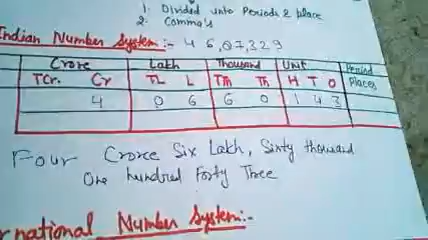 1. Divided into Periods & place
2. Comma's
Indian Number System:- 4 6,07,329
Crore Lakh Thousand Unit Period
TCr. Cr TL L TTh Th H T O Places
4 0 6 6 0 1 4 3
Four Crore Six Lakh, Sixty thousand
One hundred Forty Three
rnational Number System:-